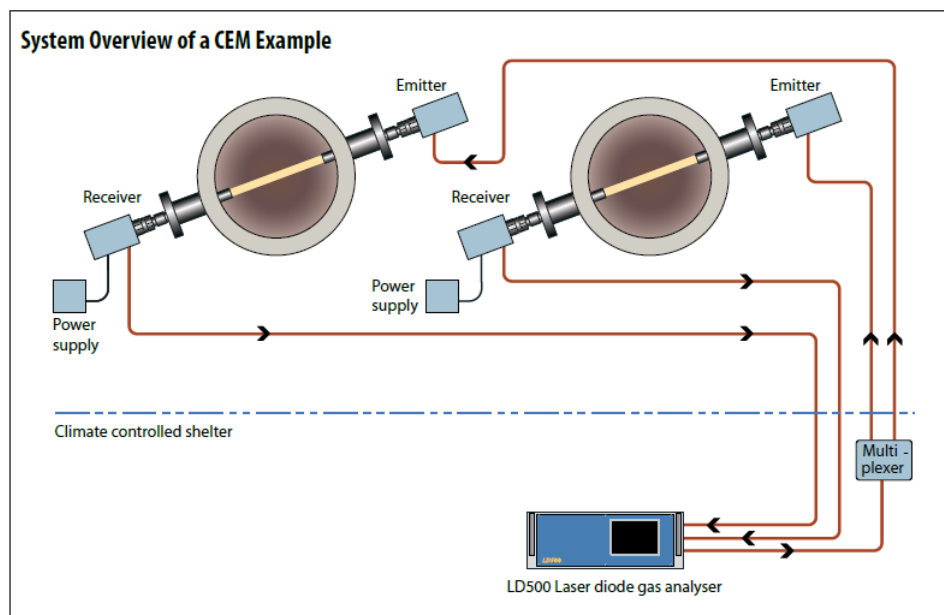 System Overview of a CEM Example
Emitter
Emitter
Receiver
Receiver
Power
supply
Power
supply
Climate controlled shelter
Multi -
plexer
LD500
LD500 Laser diode gas analyser